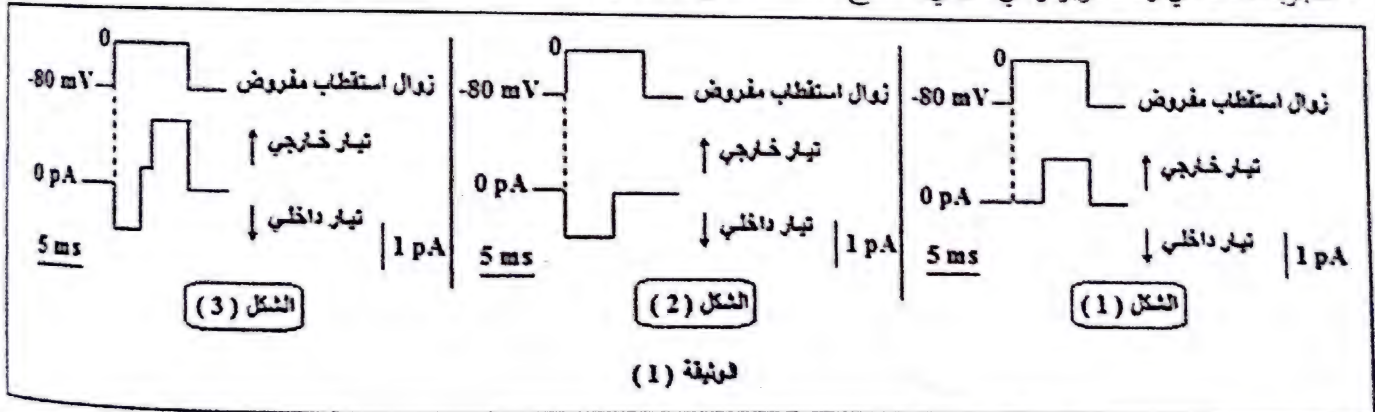 0
-80 mV
زوال استقطاب مفروض
تيار خارجي
0 pA
تيار داخلي
1 pA
5 ms
الشكل (1)
0
-80 mV
زوال استقطاب مفروض
تيار خارجي
0 pA
تيار داخلي
1 pA
5 ms
الشكل (2)
0
-80 mV
زوال استقطاب مفروض
تيار خارجي
0 pA
تيار داخلي
1 pA
5 ms
الشكل (3)
الوثيقة (1)